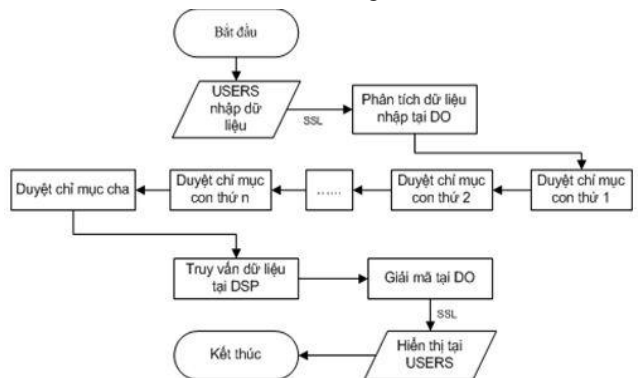 Bắt đầu
USERS
nhập dữ
liệu
SSL
Phân tích dữ liệu
nhập tại DO
Duyệt chỉ mục
con thứ 1
Duyệt chỉ mục
con thứ 2
.......
Duyệt chỉ mục
con thứ n
Duyệt chỉ mục cha
Truy vấn dữ liệu
tại DSP
Giải mã tại DO
SSL
Hiển thị tại
USERS
Kết thúc